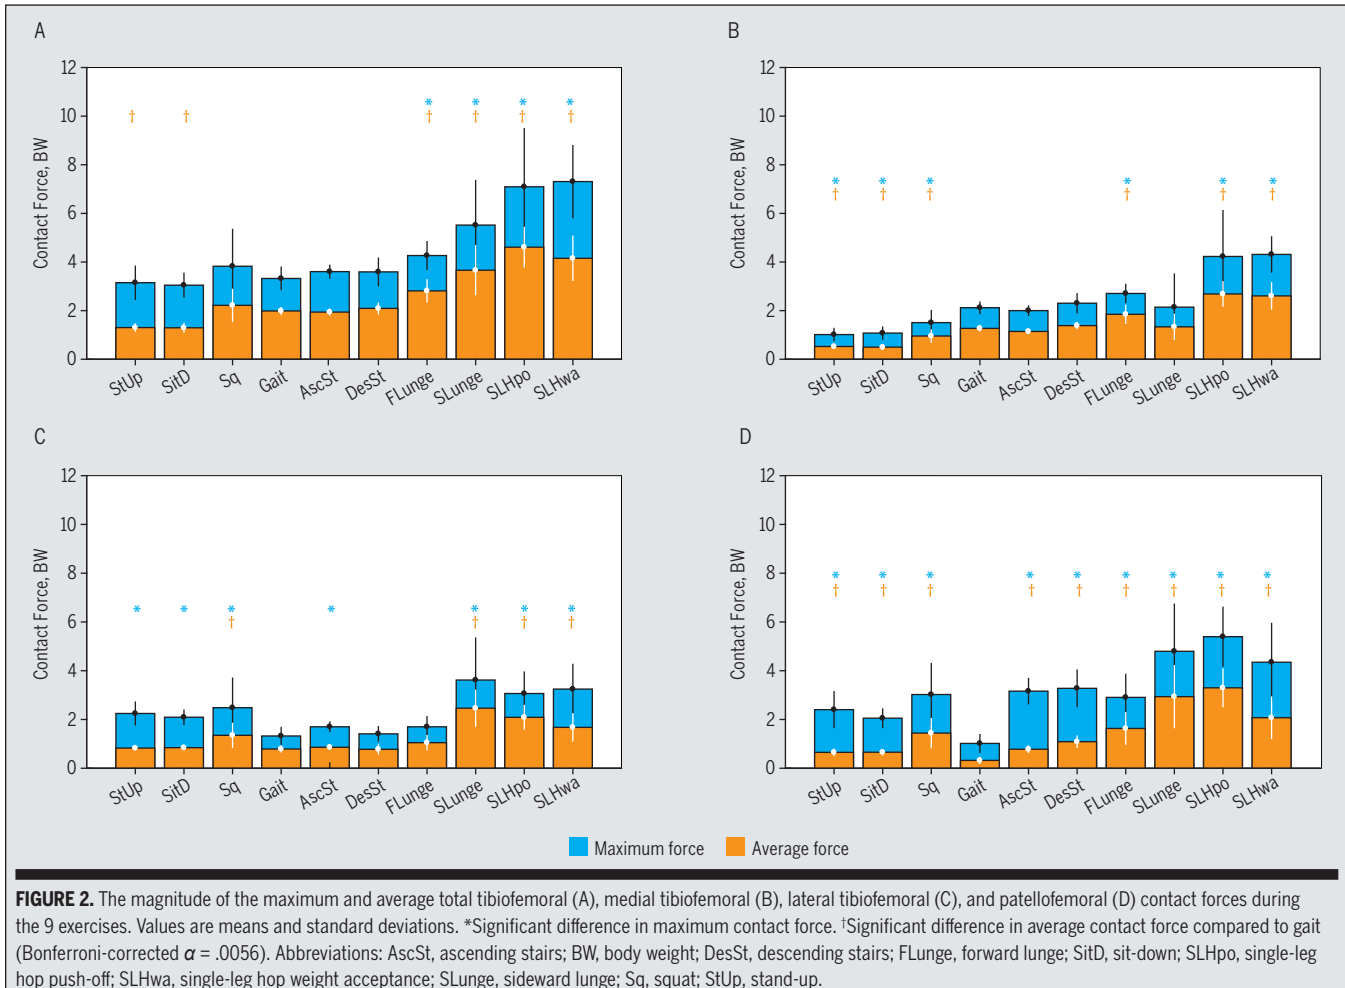 A
12
10
8
6
4
2
0
Contact Force, BW
† † * * * *
† † † †
StUp SitD Sq Gait AscSt DesSt FLunge SLunge SLHpo SLHwa
B
12
10
8
6
4
2
0
Contact Force, BW
* * * * * *
† † † † † †
StUp SitD Sq Gait AscSt DesSt FLunge SLunge SLHpo SLHwa
C
12
10
8
6
4
2
0
Contact Force, BW
* * * * * * *
† † † †
StUp SitD Sq Gait AscSt DesSt FLunge SLunge SLHpo SLHwa
D
12
10
8
6
4
2
0
Contact Force, BW
* * * * * * * * *
† † † † † † † † †
StUp SitD Sq Gait AscSt DesSt FLunge SLunge SLHpo SLHwa
Maximum force Average force
FIGURE 2. The magnitude of the maximum and average total tibiofemoral (A), medial tibiofemoral (B), lateral tibiofemoral (C), and patellofemoral (D) contact forces during
the 9 exercises. Values are means and standard deviations. *Significant difference in maximum contact force. †Significant difference in average contact force compared to gait
(Bonferroni-corrected α = .0056). Abbreviations: AscSt, ascending stairs; BW, body weight; DesSt, descending stairs; FLunge, forward lunge; SitD, sit-down; SLHpo, single-leg
hop push-off; SLHwa, single-leg hop weight acceptance; SLunge, sideward lunge; Sq, squat; StUp, stand-up.